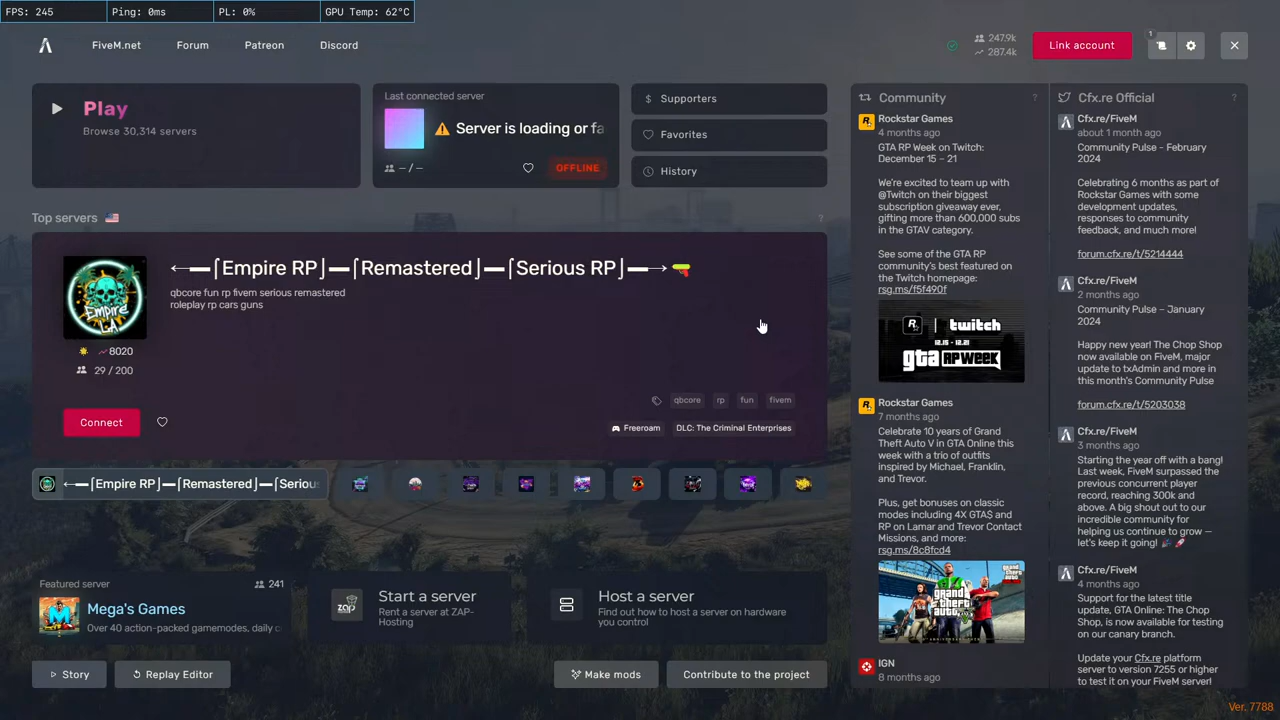 FPS: 245
Ping: 0ms
PL: 0%
GPU Temp: 62°C
FiveM.net
Forum
Patreon
Discord
247.9k
287.4k
Link account
1
Play
Browse 30,314 servers
Last connected server
Server is loading or fa
– / –
OFFLINE
Supporters
Favorites
History
Top servers
?
Empire
L.A
←—⌈Empire RP⌋—⌈Remastered⌋—⌈Serious RP⌋—→
qbcore fun rp fivem serious remastered
roleplay rp cars guns
8020
29 / 200
Connect
qbcore
rp
fun
fivem
Freeroam
DLC: The Criminal Enterprises
←—⌈Empire RP⌋—⌈Remastered⌋—⌈Seriou
Featured server
241
Mega's Games
Over 40 action-packed gamemodes, daily c
ZAP
Start a server
Rent a server at ZAP-
Hosting
Host a server
Find out how to host a server on hardware
you control
Story
Replay Editor
Make mods
Contribute to the project
Community
?
Rockstar Games
4 months ago
GTA RP Week on Twitch:
December 15 – 21
We're excited to team up with
@Twitch on their biggest
subscription giveaway ever,
gifting more than 600,000 subs
in the GTAV category.
See some of the GTA RP
community's best featured on
the Twitch homepage:
rsg.ms/f5f490f
R
twitch
12.15 - 12.21
gta RP WEEK
Rockstar Games
7 months ago
Celebrate 10 years of Grand
Theft Auto V in GTA Online this
week with a trio of outfits
inspired by Michael, Franklin,
and Trevor.
Plus, get bonuses on classic
modes including 4X GTA$ and
RP on Lamar and Trevor Contact
Missions, and more:
rsg.ms/8c8fcd4
grand
theft
auto
IGN
8 months ago
Cfx.re Official
?
Cfx.re/FiveM
about 1 month ago
Community Pulse - February
2024
Celebrating 6 months as part of
Rockstar Games with some
development updates,
responses to community
feedback, and much more!
forum.cfx.re/t/5214444
Cfx.re/FiveM
2 months ago
Community Pulse – January
2024
Happy new year! The Chop Shop
now available on FiveM, major
update to txAdmin and more in
this month's Community Pulse
forum.cfx.re/t/5203038
Cfx.re/FiveM
3 months ago
Starting the year off with a bang!
Last week, FiveM surpassed the
previous concurrent player
record, reaching 300k and
above. A big shout out to our
incredible community for
helping us continue to grow —
let's keep it going!
Cfx.re/FiveM
4 months ago
Support for the latest title
update, GTA Online: The Chop
Shop, is now available for testing
on our canary branch.
Update your Cfx.re platform
server to version 7255 or higher
to test it on your FiveM server!
Ver. 7788